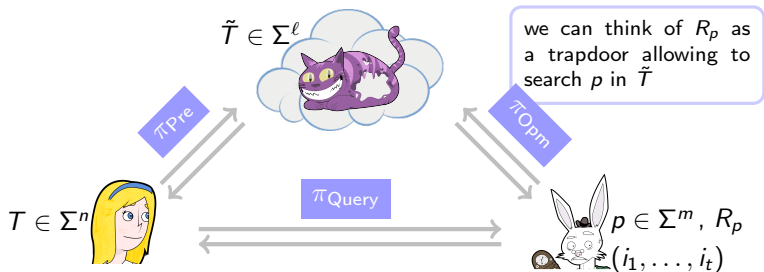 T̃ ∈ Σ^ℓ
we can think of R_p as
a trapdoor allowing to
search p in T̃
π_Pre
π_Opm
π_Query
T ∈ Σ^n
p ∈ Σ^m , R_p
(i_1, . . . , i_t)